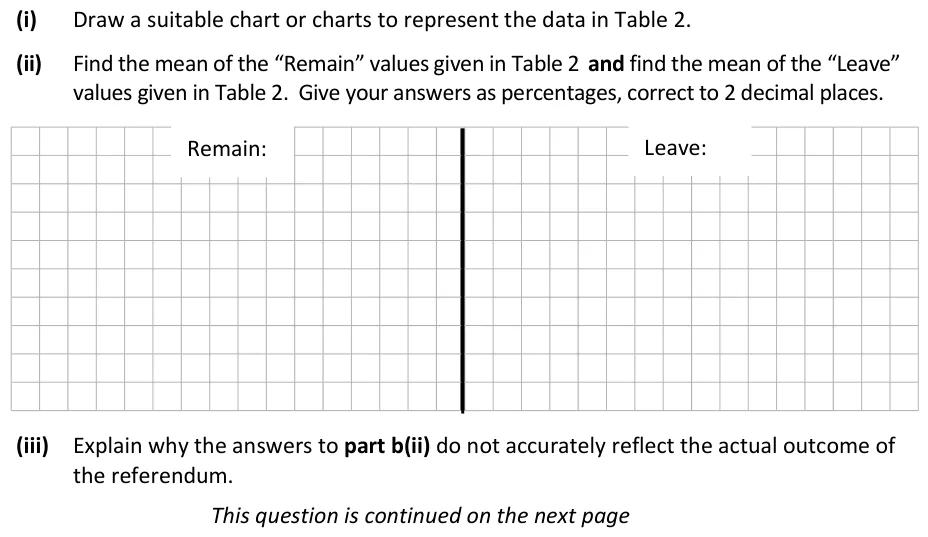 (i) Draw a suitable chart or charts to represent the data in Table 2.
(ii) Find the mean of the “Remain” values given in Table 2 and find the mean of the “Leave”
values given in Table 2. Give your answers as percentages, correct to 2 decimal places.
Remain: Leave:
(iii) Explain why the answers to part b(ii) do not accurately reflect the actual outcome of
the referendum.
This question is continued on the next page